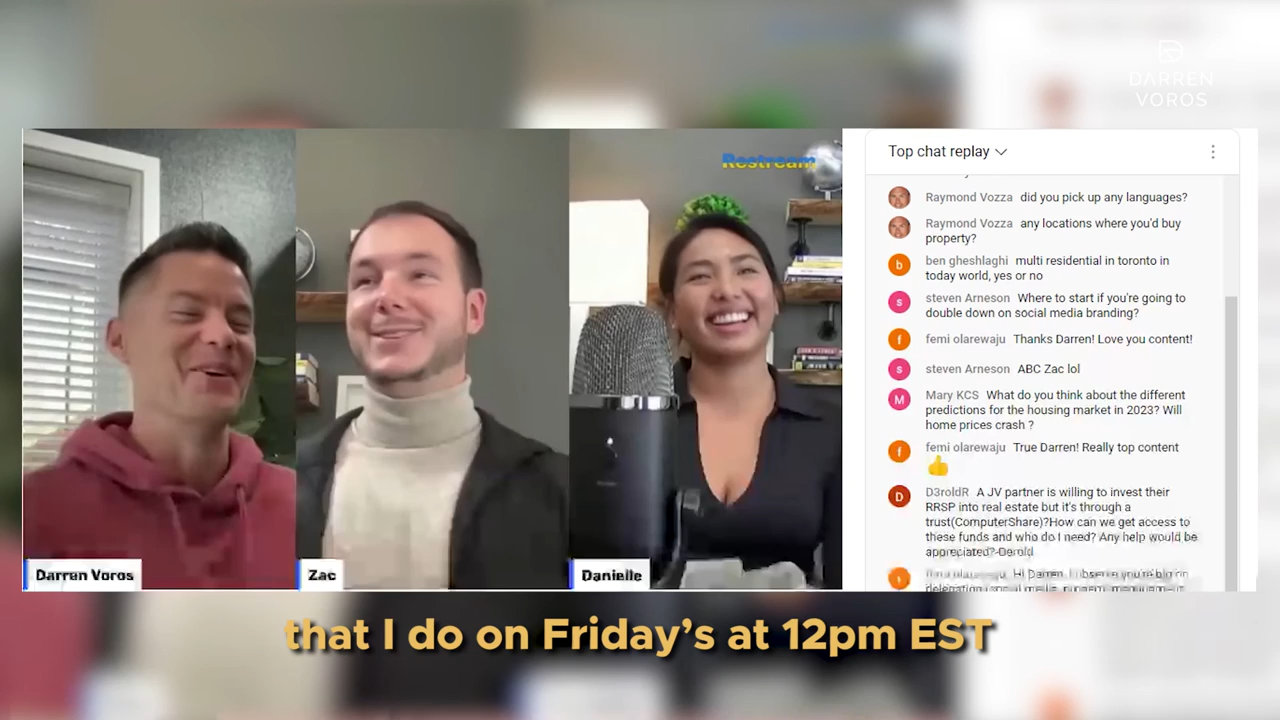 DARREN
VOROS
Restream
Top chat replay
Raymond Vozza did you pick up any languages?
Raymond Vozza any locations where you'd buy
property?
b
ben gheshlaghi multi residential in toronto in
today world, yes or no
s
steven Arneson Where to start if you're going to
double down on social media branding?
f
femi olarewaju Thanks Darren! Love you content!
s
steven Arneson ABC Zac lol
M
Mary KCS What do you think about the different
predictions for the housing market in 2023? Will
home prices crash ?
f
femi olarewaju True Darren! Really top content
D
D3roldR A JV partner is willing to invest their
RRSP into real estate but it's through a
trust(ComputerShare)?How can we get access to
these funds and who do I need? Any help would be
appreciated?-Derold
Darren Voros
Zac
Danielle
that I do on Friday's at 12pm EST